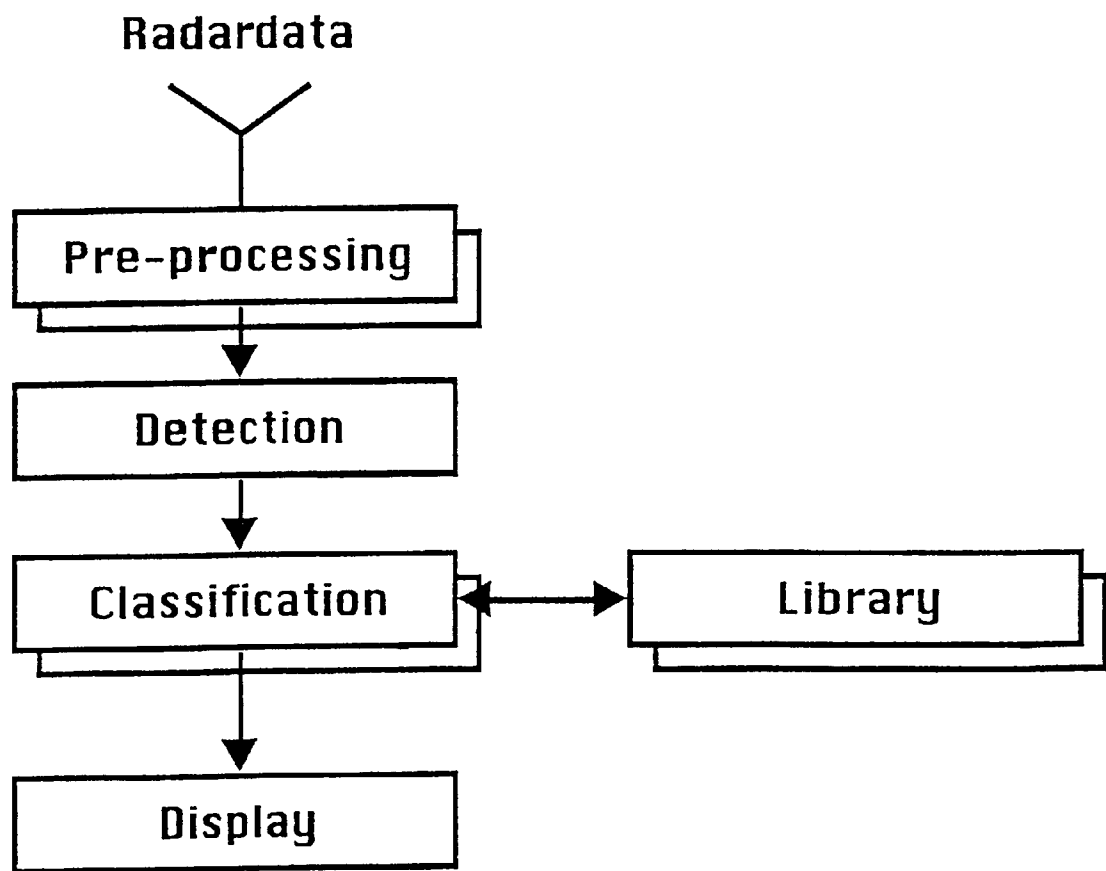 Radardata
Pre-processing
Detection
Classification
Library
Display